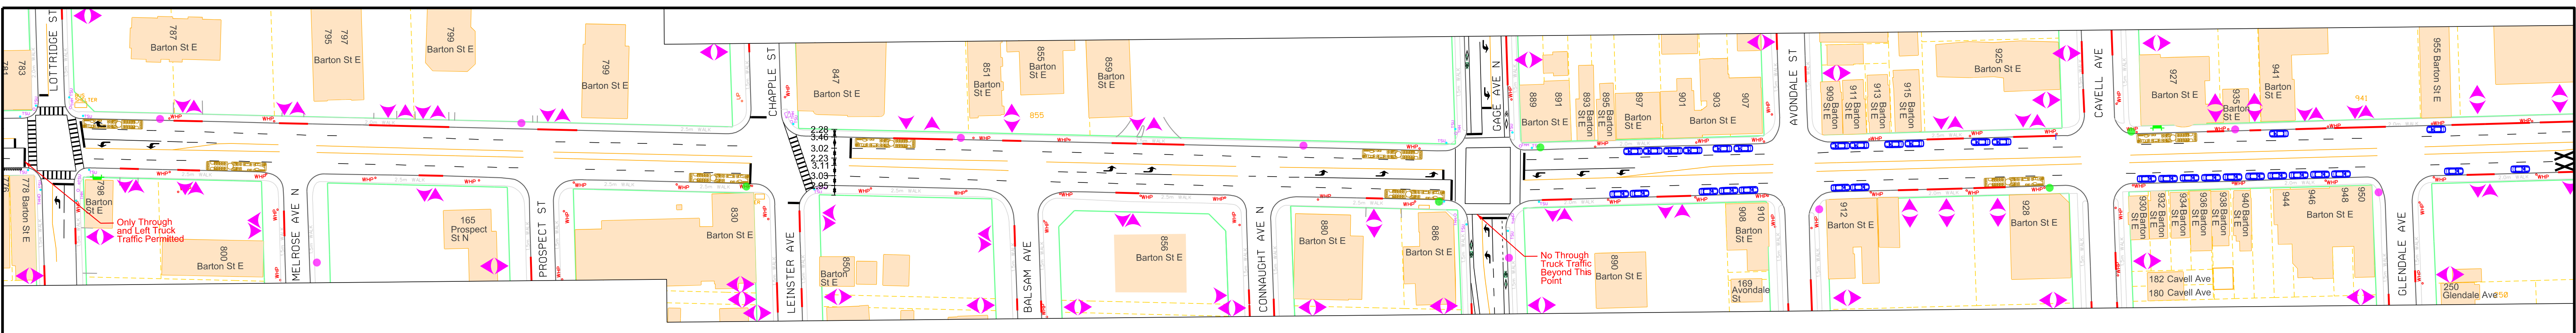 LOTTRIDGE ST
781
783
787
Barton St E
795
797
Barton St E
799
Barton St E
799
Barton St E
CHAPPLE ST
847
Barton St E
851
Barton
St E
855
Barton
St E
859
Barton
St E
855
GAGE AVE N
889
891
Barton St E
893
Barton
St E
895
Barton
St E
897
Barton St E
901
903
907
Barton St E
AVONDALE ST
909
Barton
St E
911
Barton
St E
913
Barton
St E
915
Barton
St E
925
Barton St E
CAVELL AVE
927
Barton St E
935
Barton
St E
941
Barton
St E
941
955 Barton
St E
2.5m WALK
WHP
2.28
3.46
3.02
2.23
3.11
3.03
2.95
776
778 Barton St E
798
Barton
St E
Only Through
and Left Truck
Traffic Permitted
800
Barton St E
MELROSE AVE N
165
Prospect
St N
PROSPECT ST
830
Barton St E
LEINSTER AVE
850
Barton
St E
BALSAM AVE
856
Barton St E
CONNAUGHT AVE N
880
Barton St E
886
Barton
St E
No Through
Truck Traffic
Beyond This
Point
890
Barton St E
908
910
Barton
St E
169
Avondale
St
912
Barton St E
928
Barton St E
930 Barton
St E
932 Barton
St E
934 Barton
St E
936 Barton
St E
938 Barton
St E
940 Barton
St E
944
946
948
950
Barton St E
182 Cavell Ave
180 Cavell Ave
GLENDALE AVE
250
Glendale Ave
250